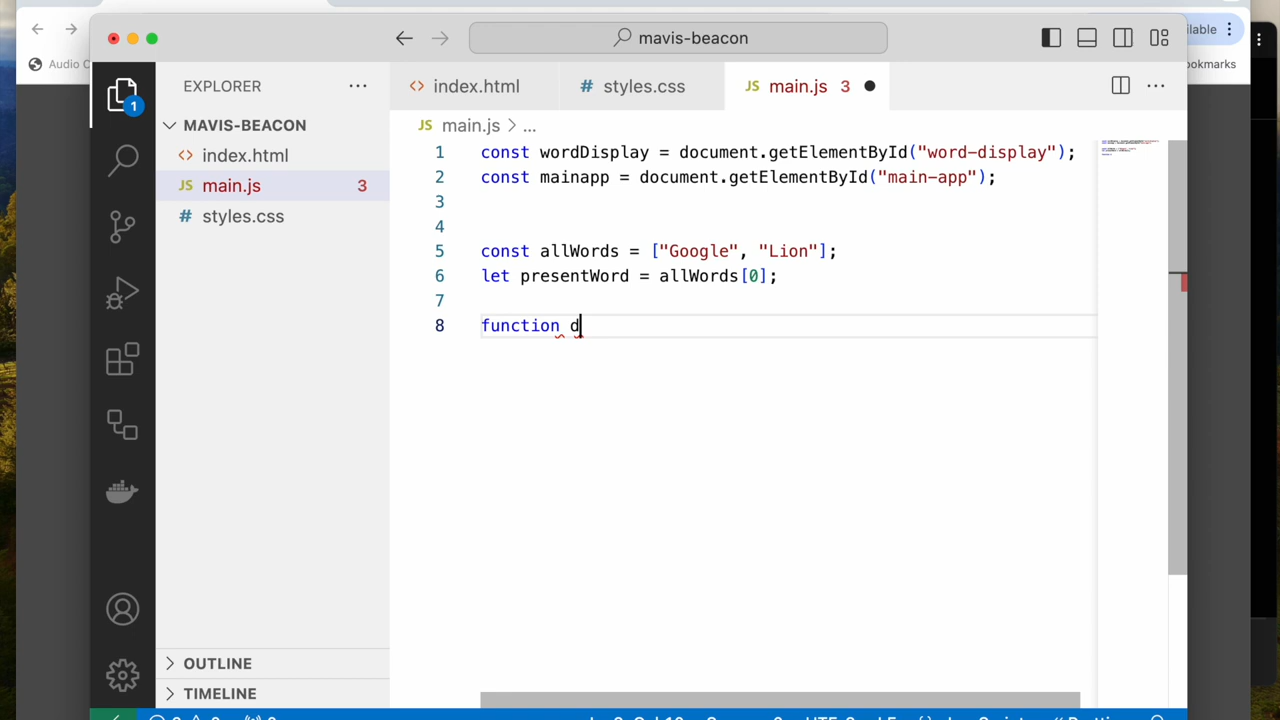 lable
Audio C
ookmarks
mavis-beacon
EXPLORER
1
MAVIS-BEACON
index.html
main.js 3
styles.css
OUTLINE
TIMELINE
index.html
styles.css
main.js 3
main.js > ...
1 const wordDisplay = document.getElementById("word-display");
2 const mainapp = document.getElementById("main-app");
3
4
5 const allWords = ["Google", "Lion"];
6 let presentWord = allWords[0];
7
8 function d